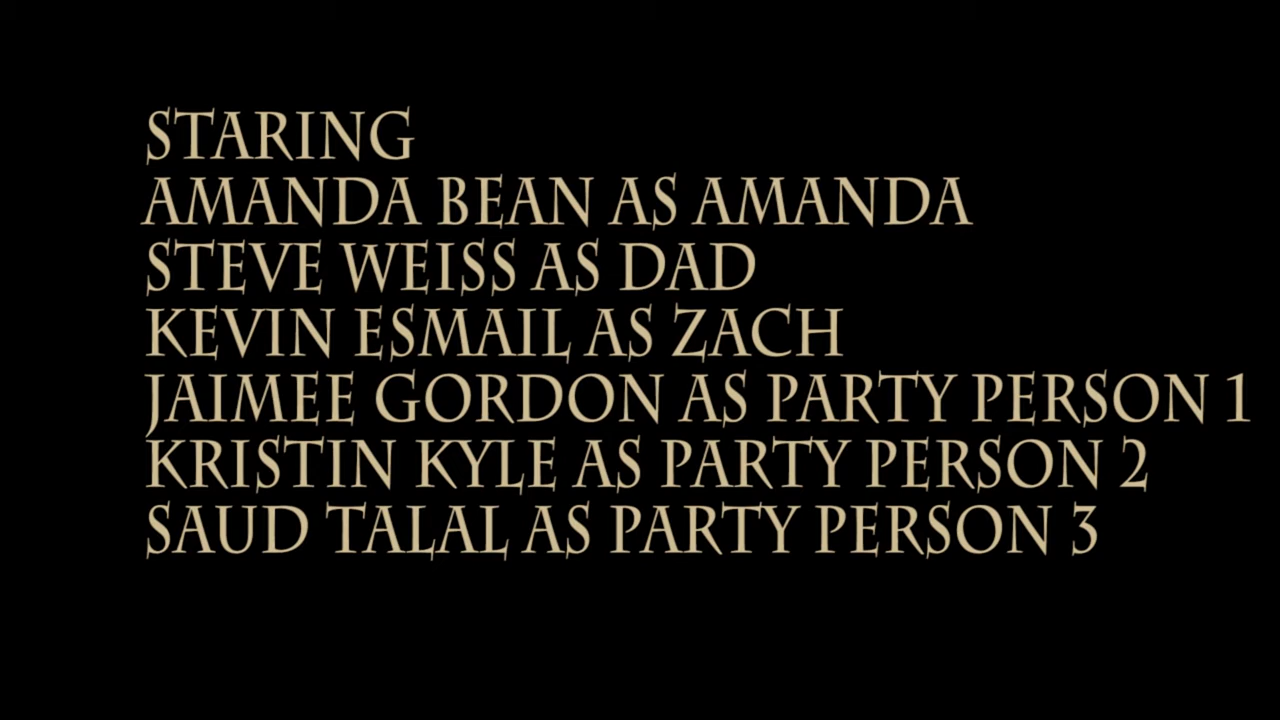 STARING
AMANDA BEAN AS AMANDA
STEVE WEISS AS DAD
KEVIN ESMAIL AS ZACH
JAIMEE GORDON AS PARTY PERSON 1
KRISTIN KYLE AS PARTY PERSON 2
SAUD TALAL AS PARTY PERSON 3